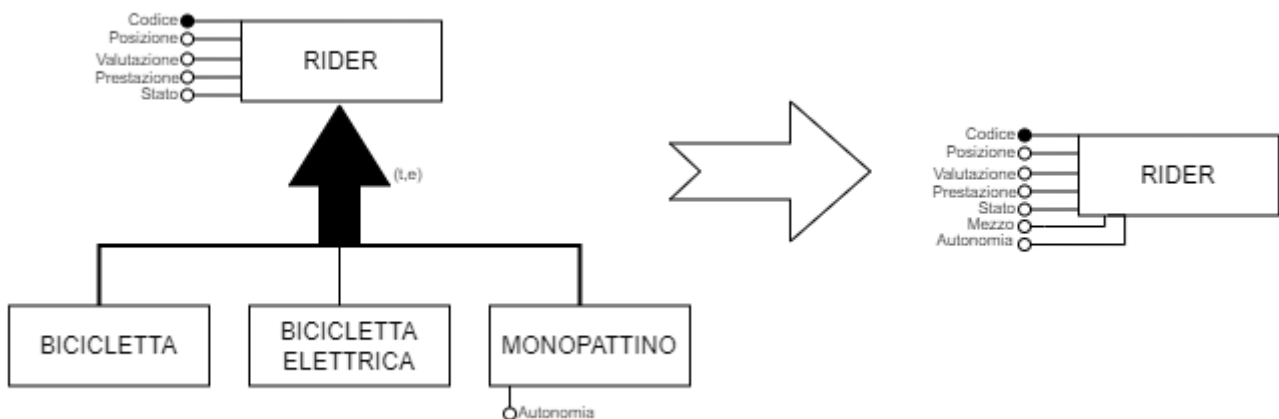 Codice
Posizione
Valutazione
Prestazione
Stato
RIDER
(t,e)
BICICLETTA
BICICLETTA
ELETTRICA
MONOPATTINO
Autonomia
Codice
Posizione
Valutazione
Prestazione
Stato
Mezzo
Autonomia
RIDER